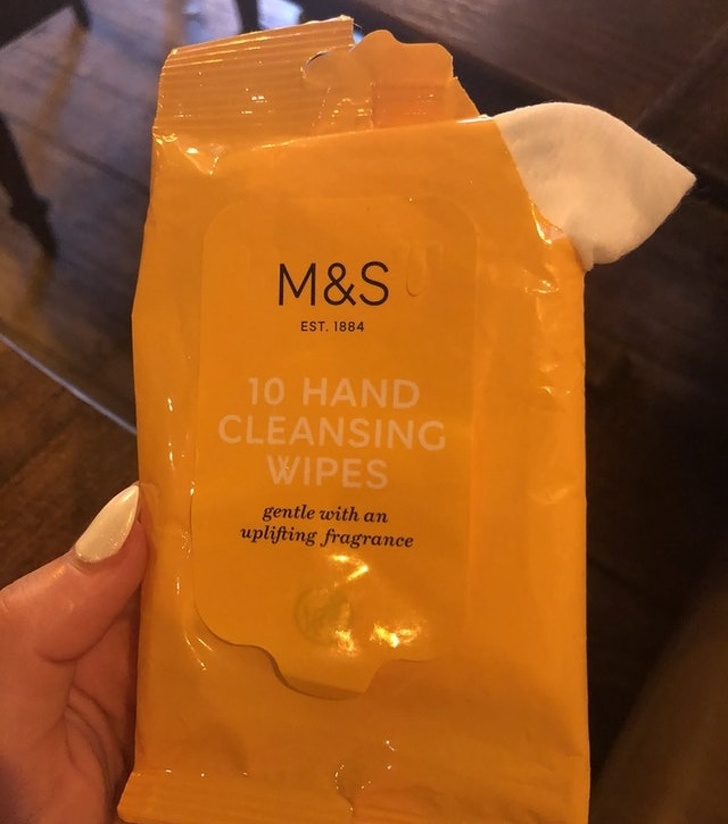 M&S
EST. 1884
10 HAND
CLEANSING
WIPES
gentle with an
uplifting fragrance